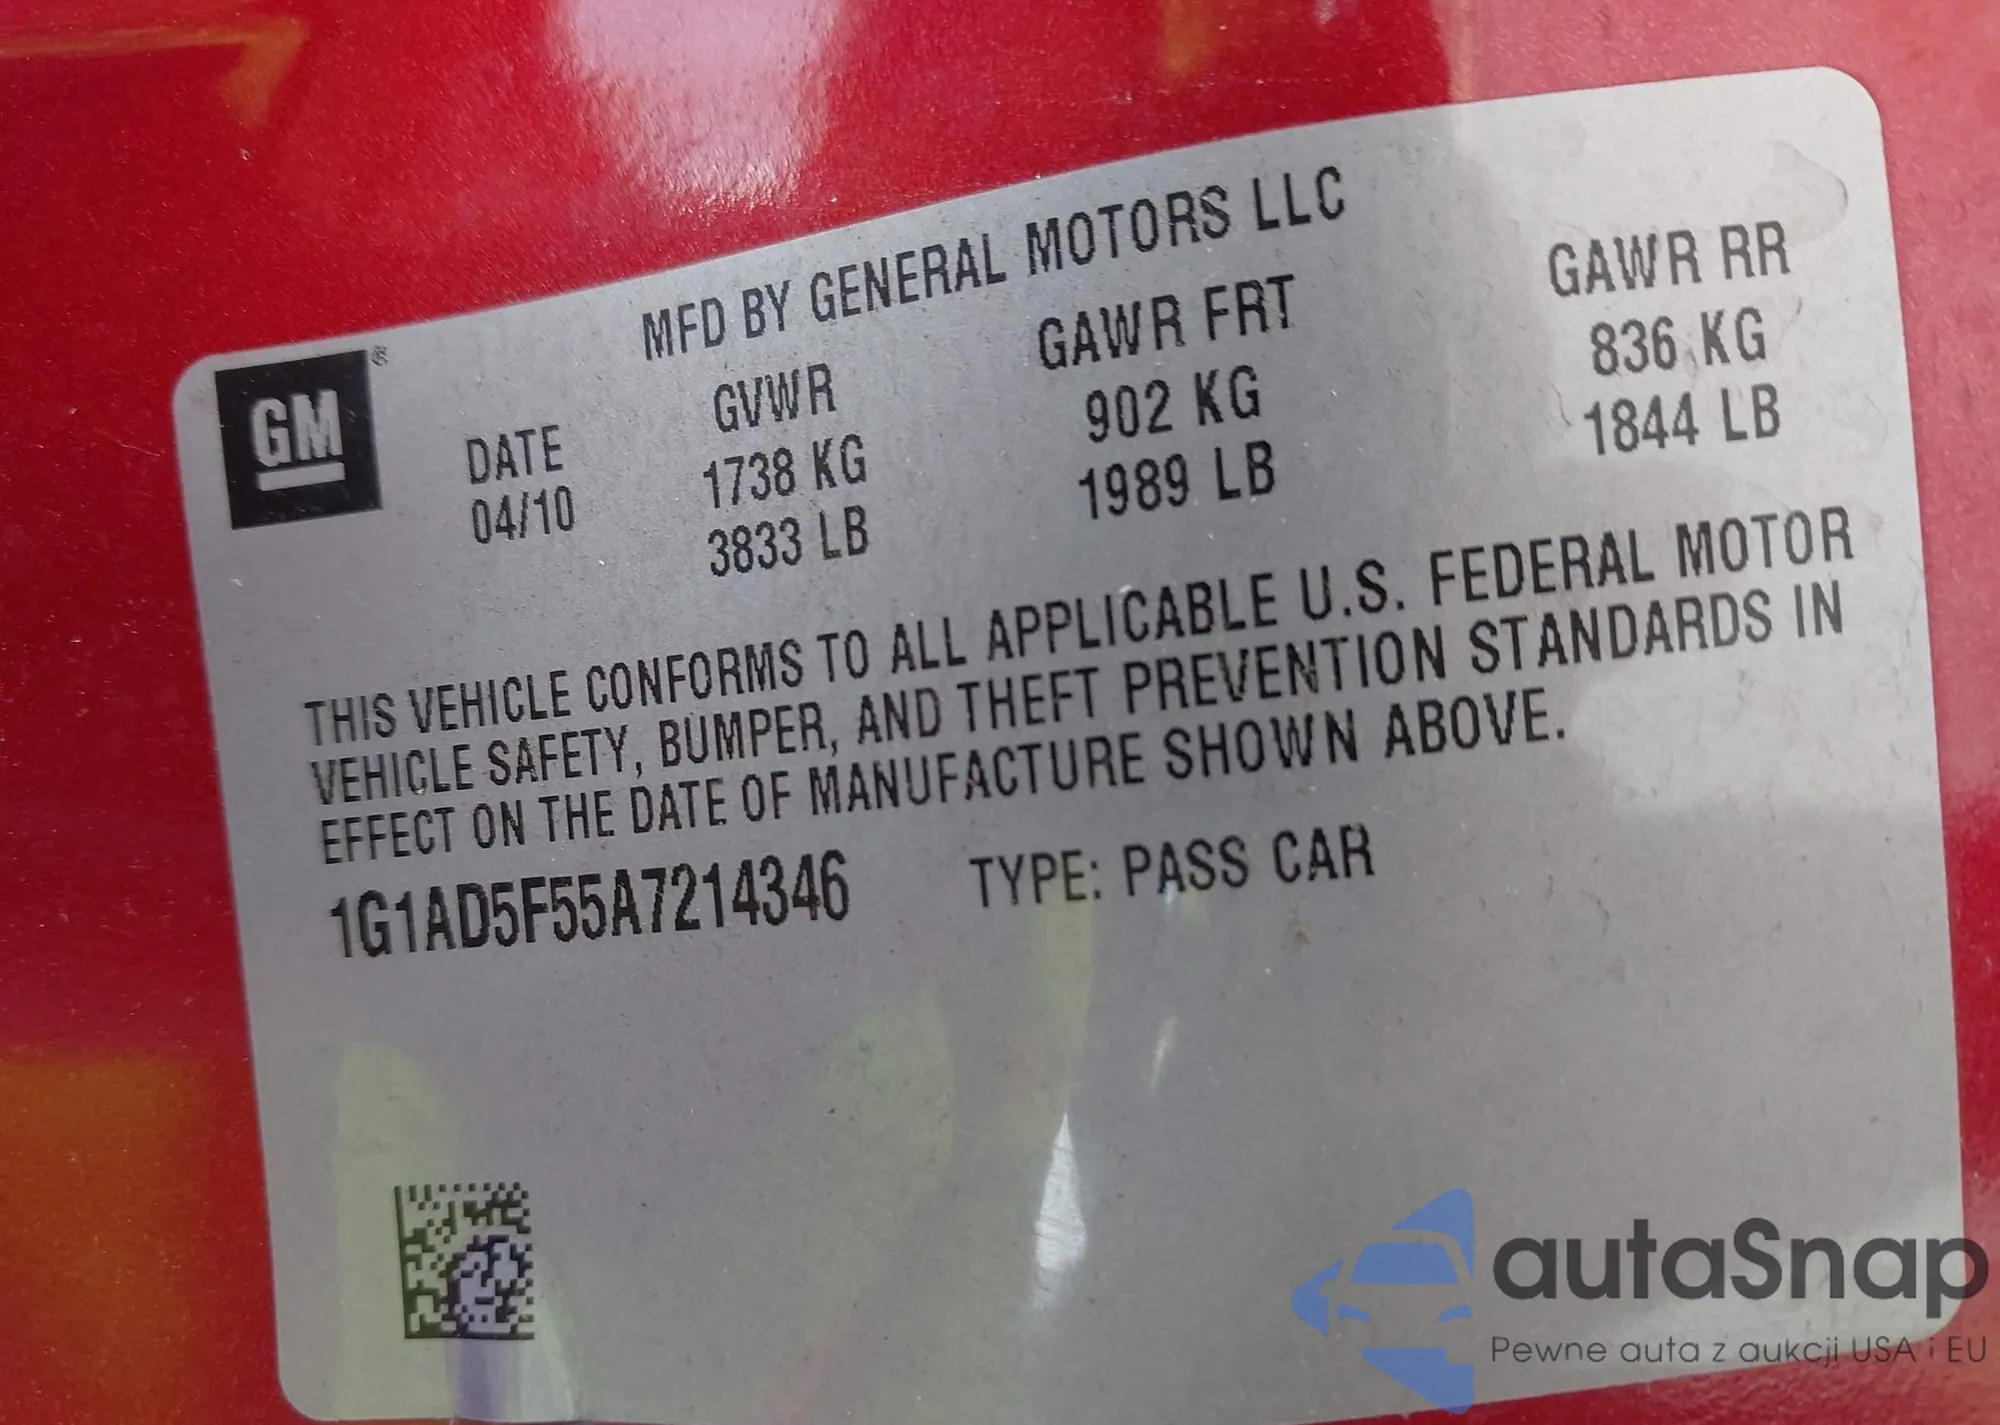 MFD BY GENERAL MOTORS LLC
GM®
DATE GVWR GAWR FRT GAWR RR
04/10 1738 KG 902 KG 836 KG
3833 LB 1989 LB 1844 LB
THIS VEHICLE CONFORMS TO ALL APPLICABLE U.S. FEDERAL MOTOR
VEHICLE SAFETY, BUMPER, AND THEFT PREVENTION STANDARDS IN
EFFECT ON THE DATE OF MANUFACTURE SHOWN ABOVE.
1G1AD5F55A7214346 TYPE: PASS CAR
autaSnap
Pewne auta z aukcji USA i EU